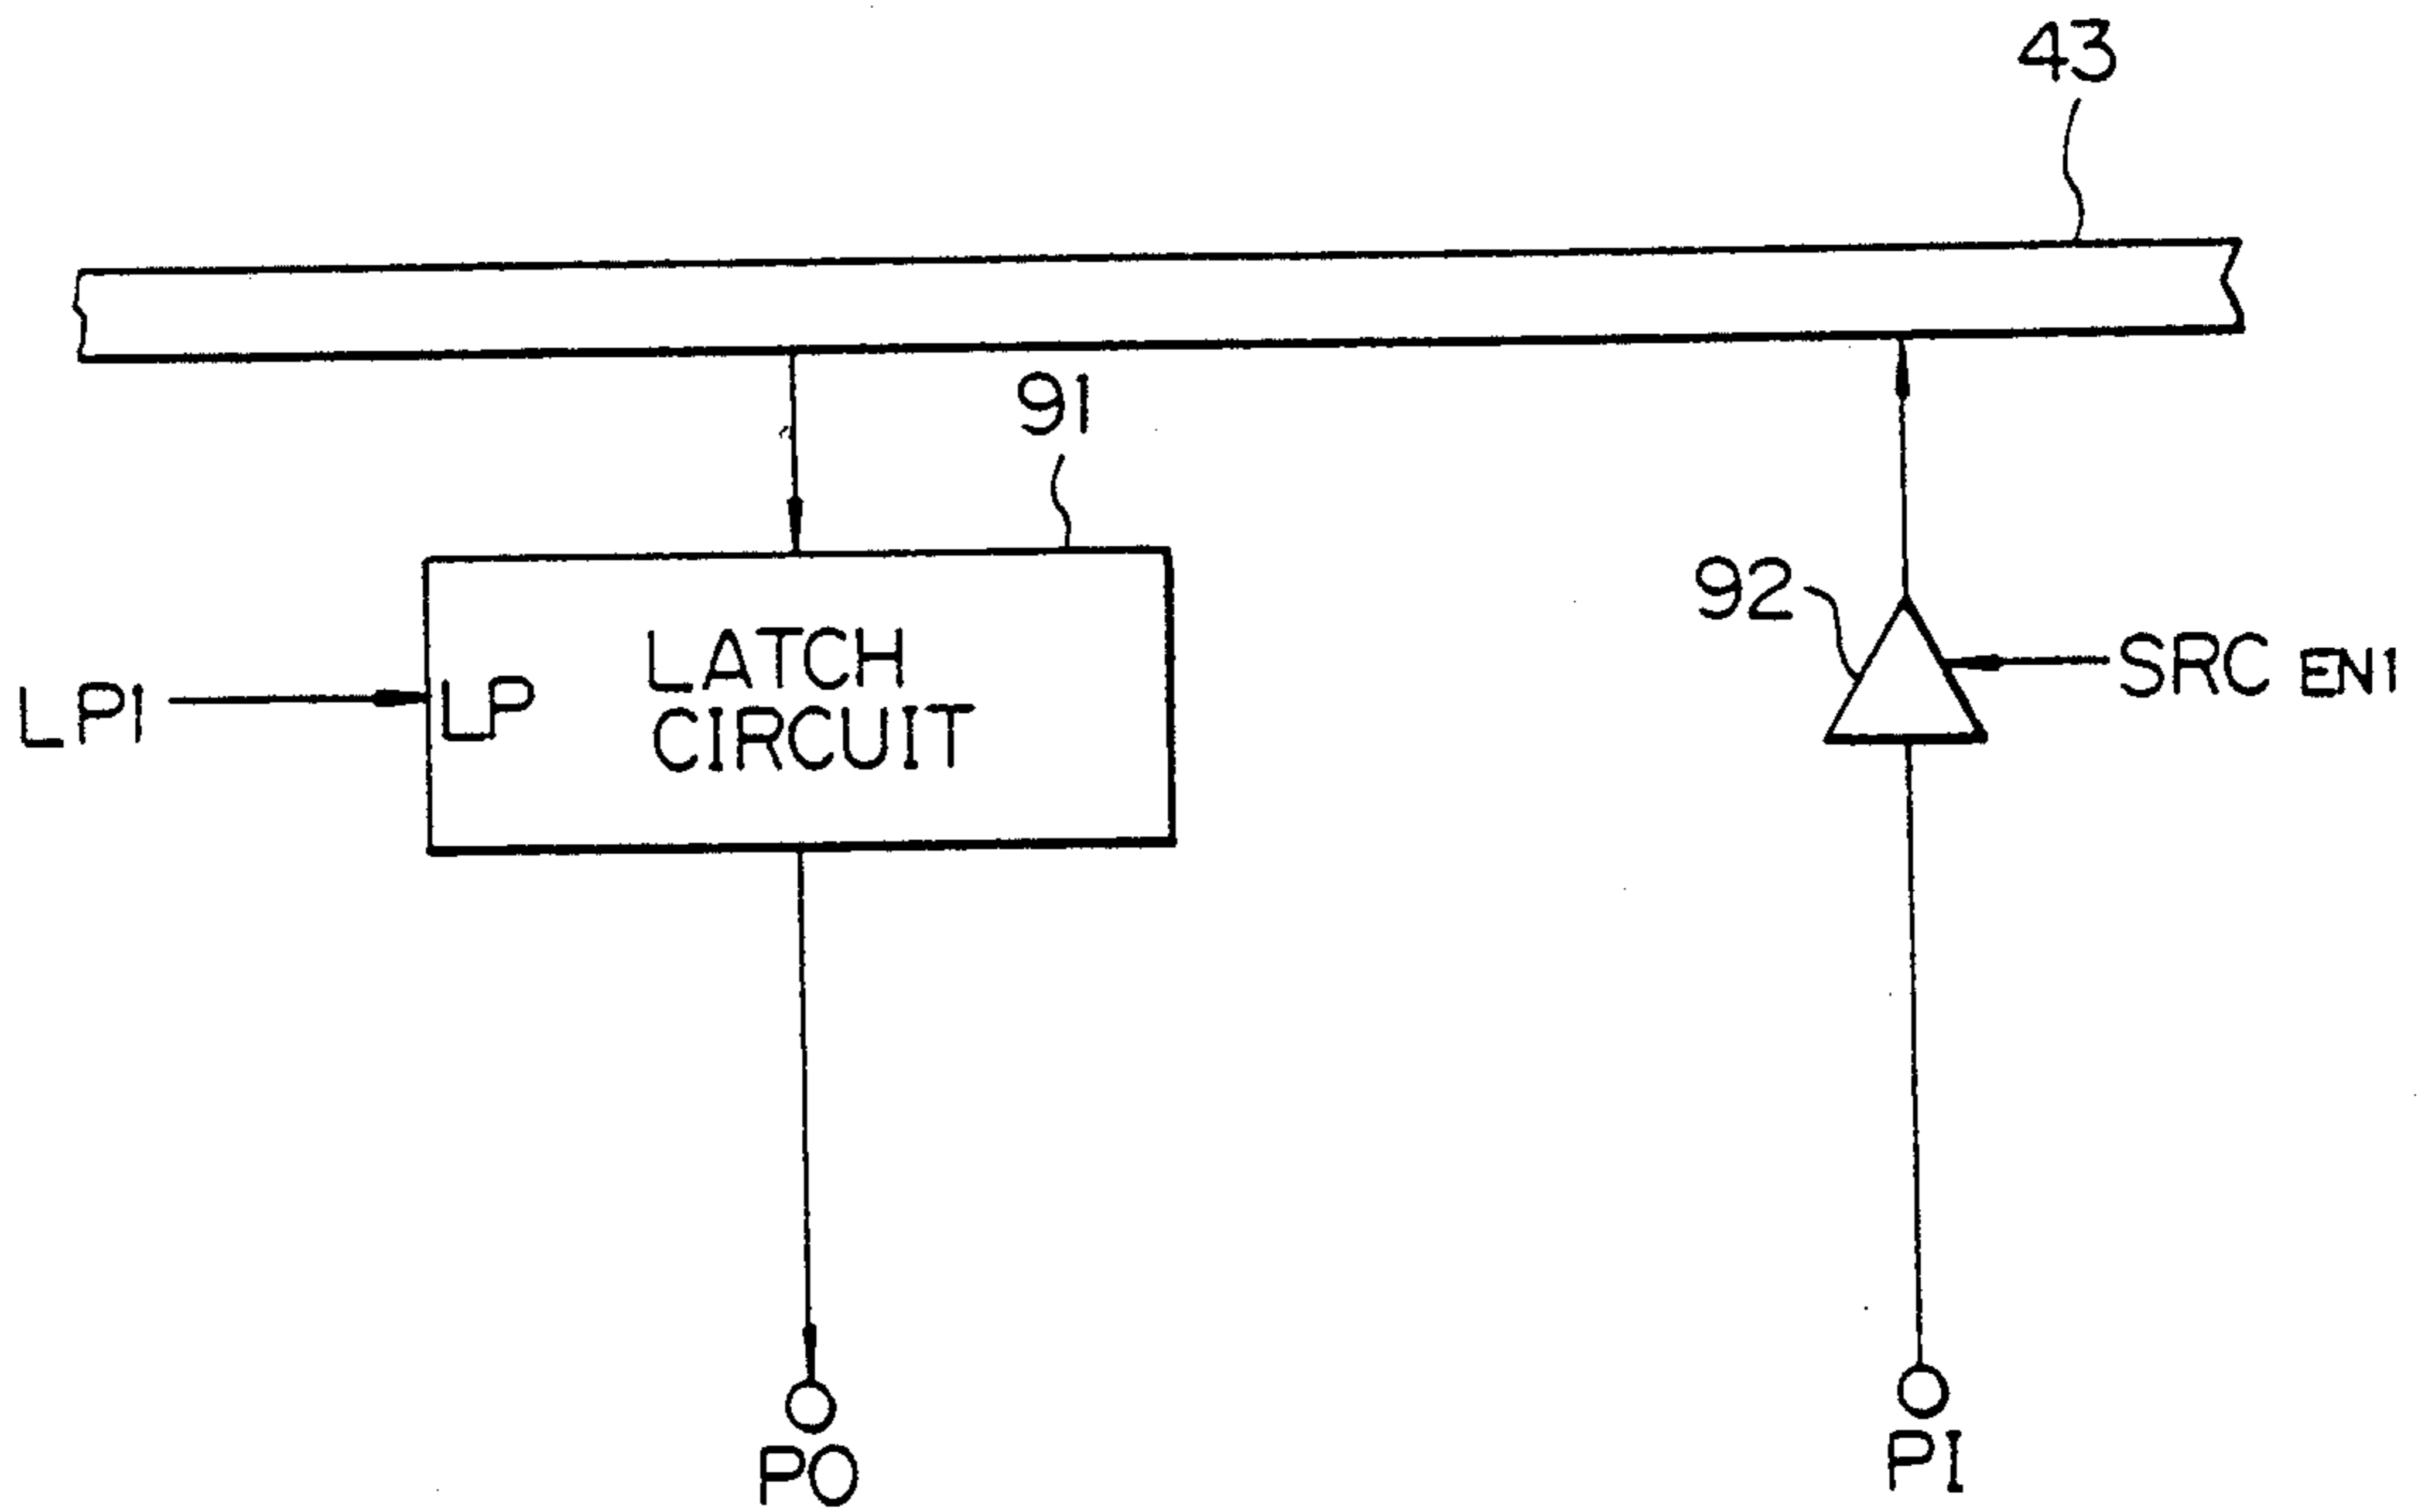 43
91
92
LATCH
CIRCUIT
LP
LP1
SRC EN1
PO
PI